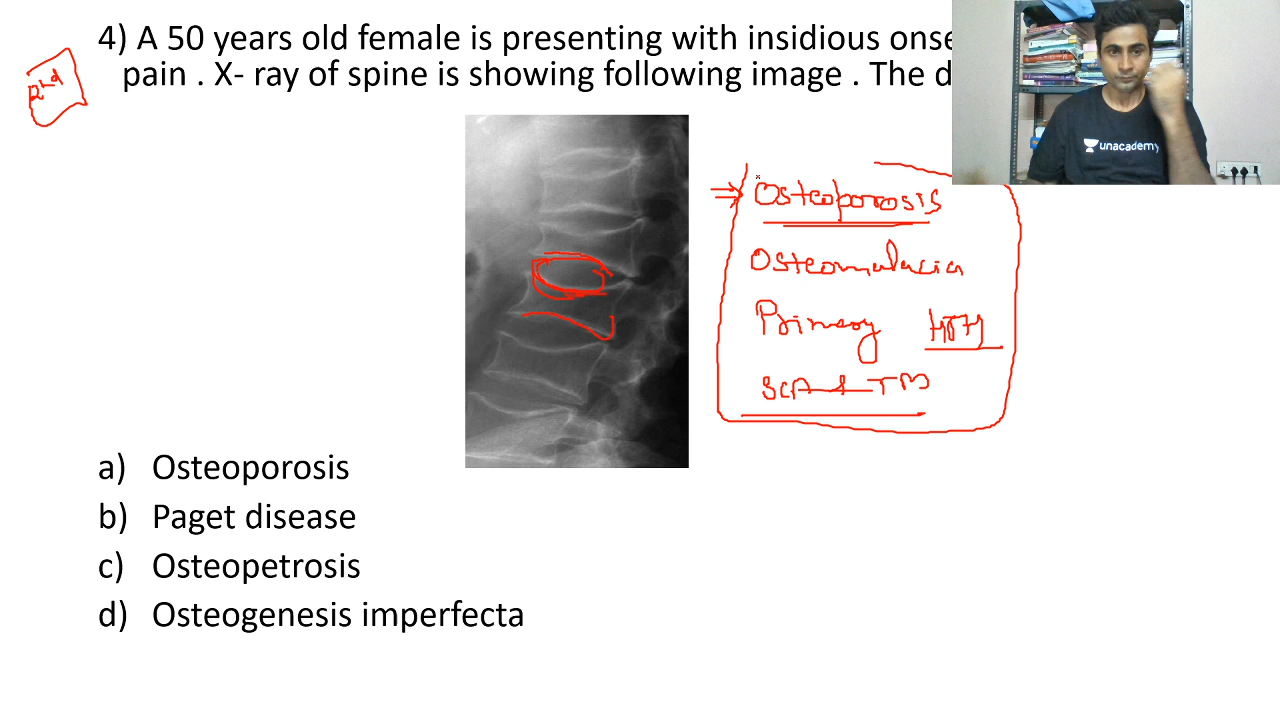 4) A 50 years old female is presenting with insidious onse
pain . X- ray of spine is showing following image . The d
unacademy
Osteoporosis
Osteomalacia
Primary HPTH
SCA & TM
a) Osteoporosis
b) Paget disease
c) Osteopetrosis
d) Osteogenesis imperfecta